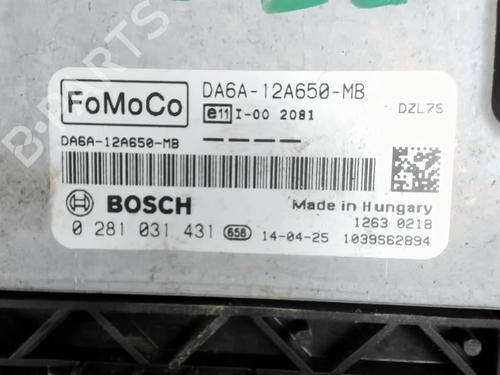 B-PARTS
FoMoCo
DA6A-12A650-MB
e11 I-00 2081
DZL7S
DA6A-12A650-MB
BOSCH
Made in Hungary
0 281 031 431 658
14-04-25
1263 0218
1039S62894